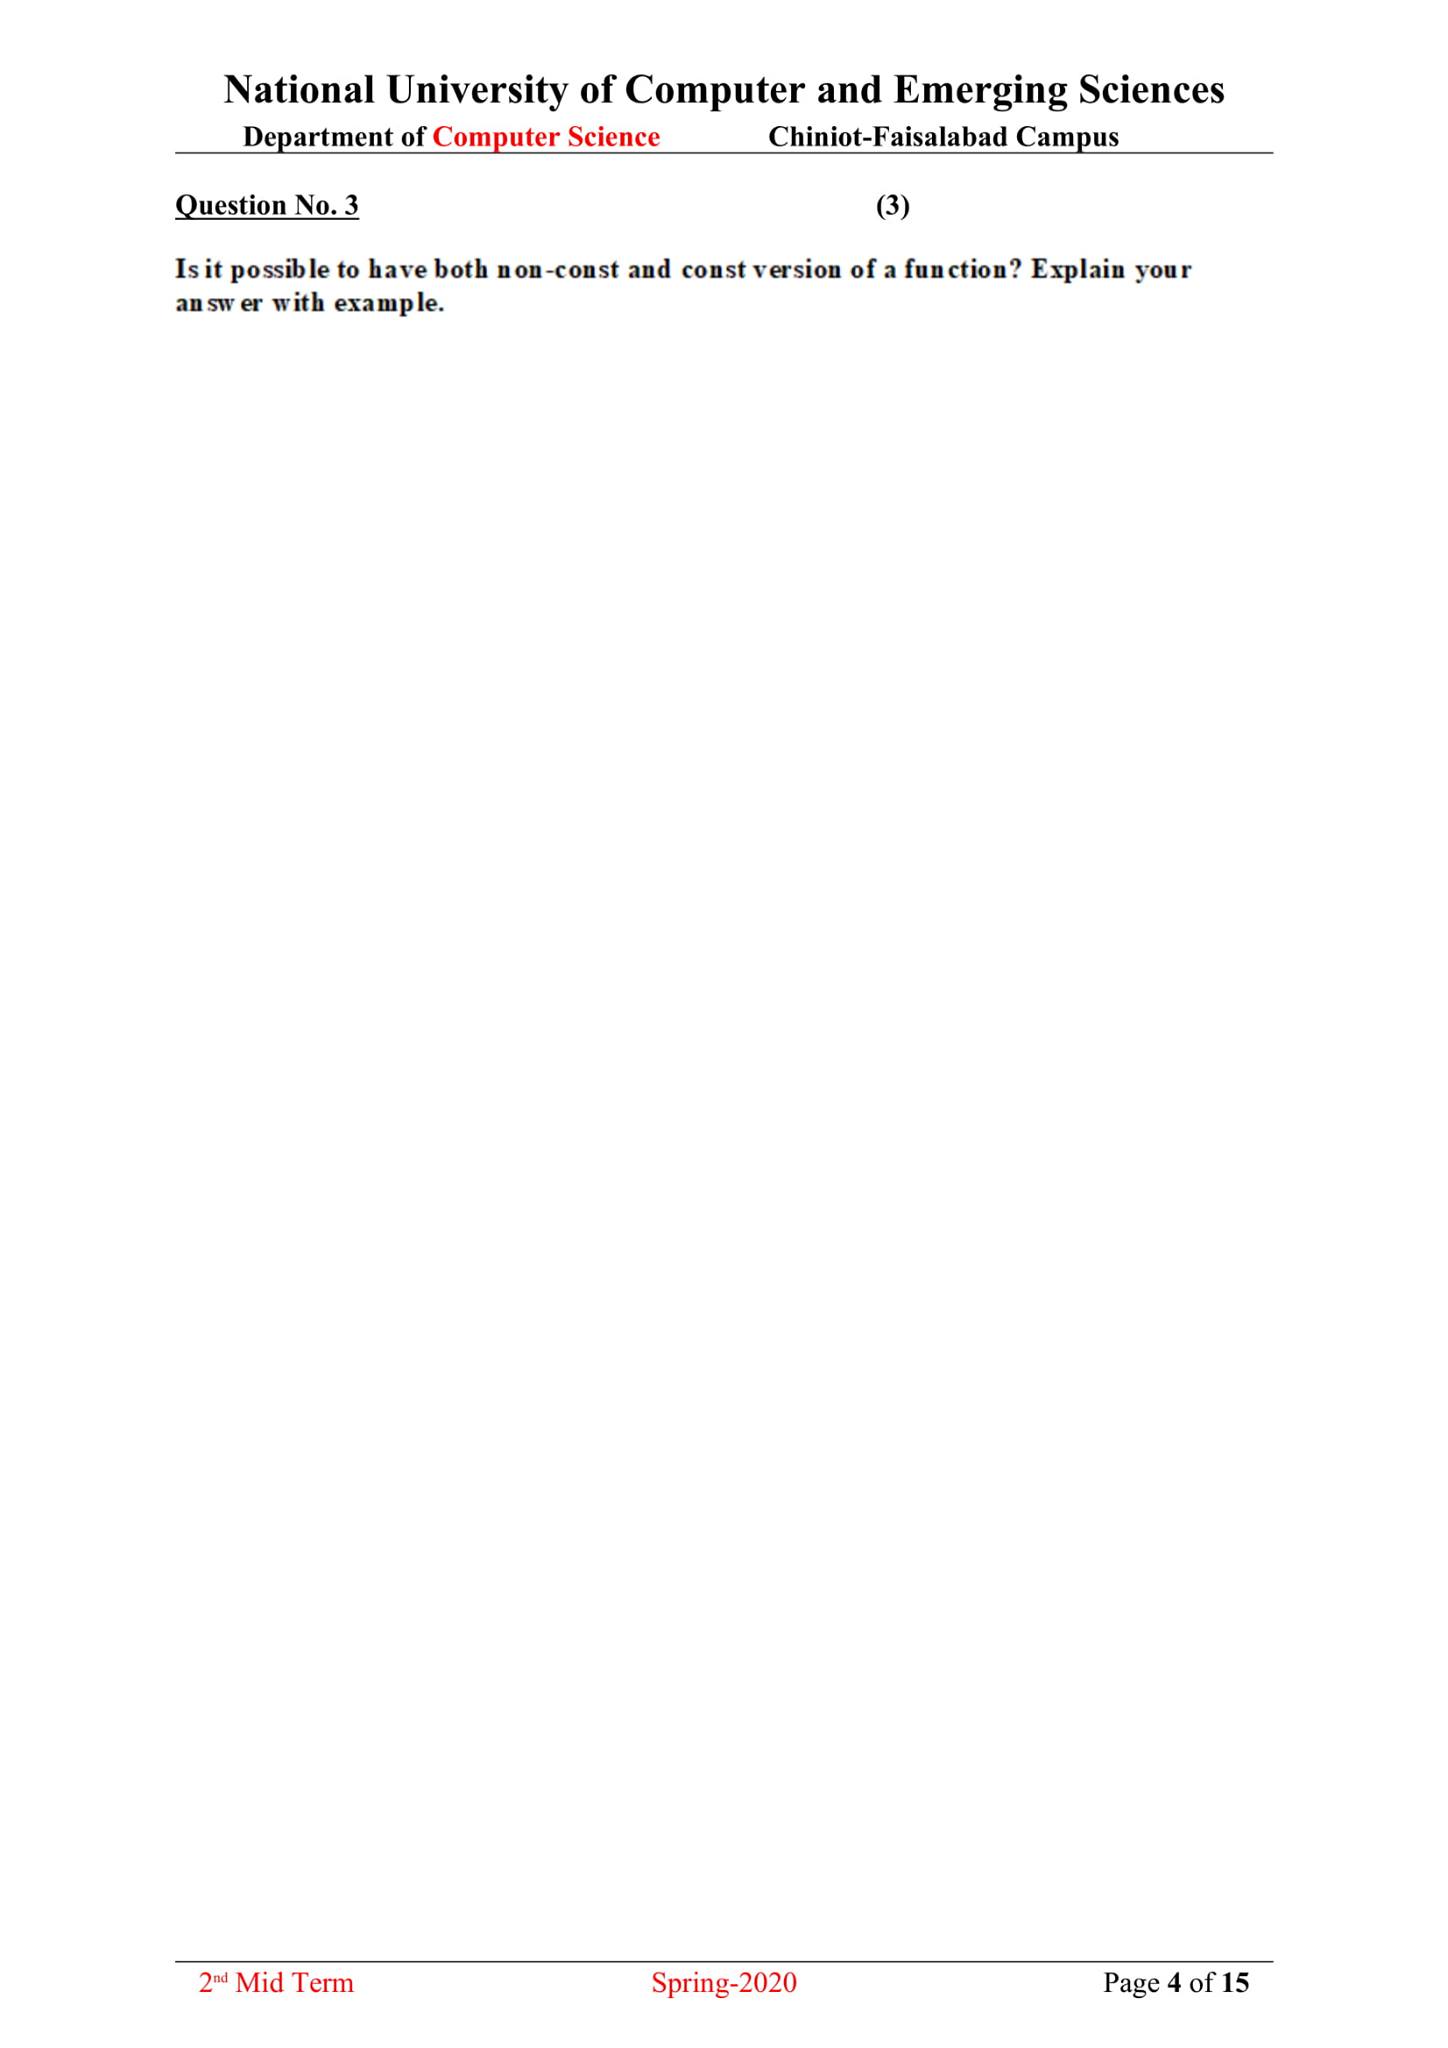 National University of Computer and Emerging Sciences
Department of Computer Science Chiniot-Faisalabad Campus
Question No. 3 (3)
Is it possible to have both non-const and const version of a function? Explain your
answer with example.
2nd Mid Term Spring-2020 Page 4 of 15